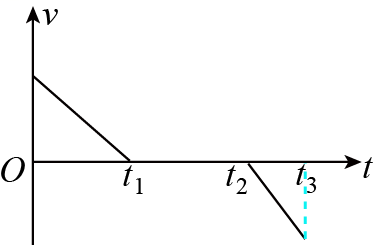 v
O t₁ t₂ t₃ t